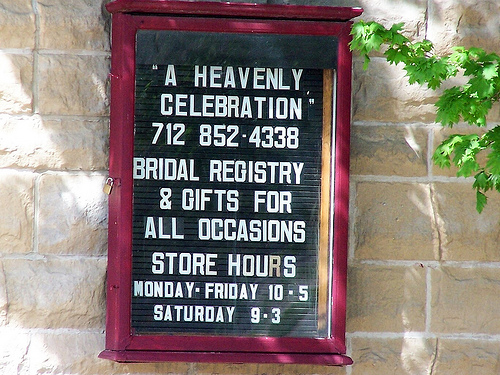 "A HEAVENLY
CELEBRATION"
712 852-4338
BRIDAL REGISTRY
& GIFTS FOR
ALL OCCASIONS
STORE HOURS
MONDAY-FRIDAY 10-5
SATURDAY 9-3